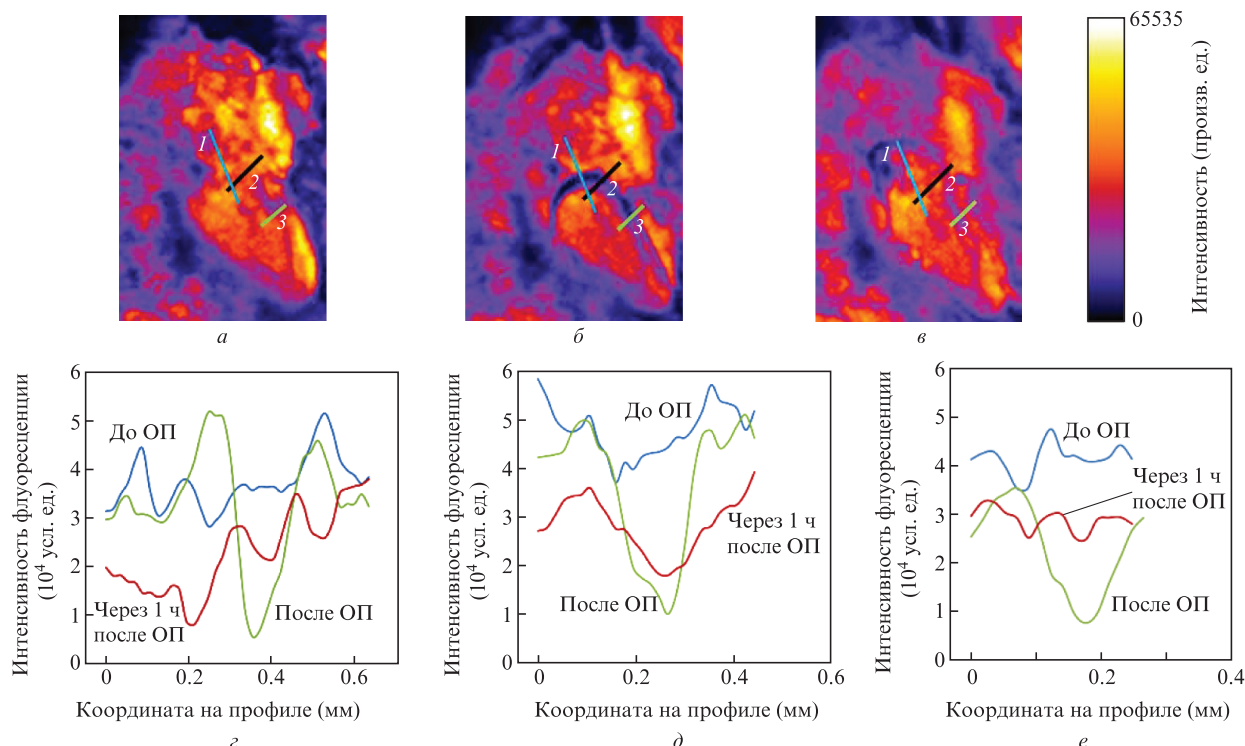 65535
Интенсивность (произв. ед.)
0
1
2
3
1
2
3
1
2
3
а
б
в
Интенсивность флуоресценции
(10⁴ усл. ед.)
6
5
4
3
2
1
0
До ОП
Через 1 ч
после ОП
После ОП
0
0.2
0.4
0.6
Координата на профиле (мм)
г
Интенсивность флуоресценции
(10⁴ усл. ед.)
6
5
4
3
2
1
0
До ОП
Через 1 ч
после ОП
После ОП
0
0.2
0.4
0.6
Координата на профиле (мм)
д
Интенсивность флуоресценции
(10⁴ усл. ед.)
6
5
4
3
2
1
0
До ОП
Через 1 ч
после ОП
После ОП
0
0.2
0.4
Координата на профиле (мм)
е